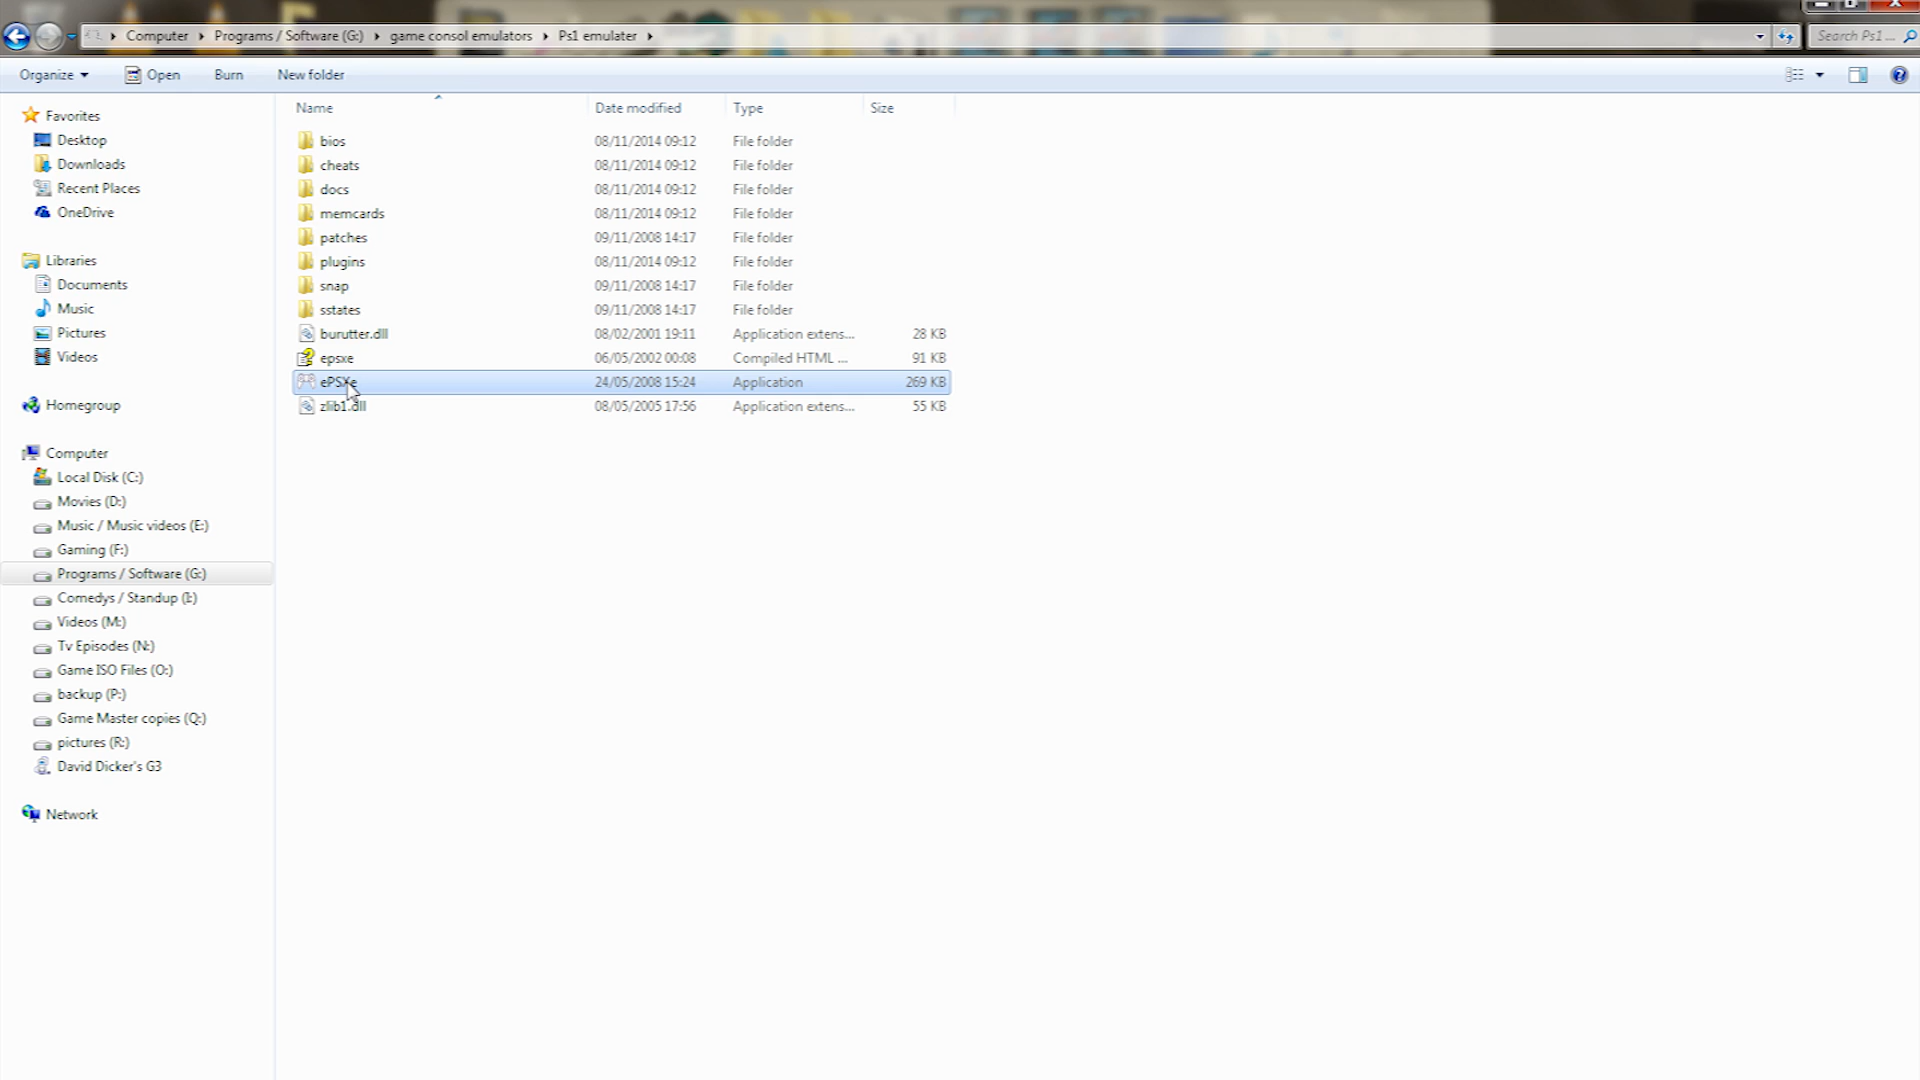 Computer Programs / Software (G:) game consol emulators Ps1 emulater Search Ps1 ...
Organize Open Burn New folder
Name Date modified Type Size
Favorites
Desktop
Downloads
Recent Places
OneDrive
Libraries
Documents
Music
Pictures
Videos
Homegroup
Computer
Local Disk (C:)
Movies (D:)
Music / Music videos (E:)
Gaming (F:)
Programs / Software (G:)
Comedys / Standup (I:)
Videos (M:)
Tv Episodes (N:)
Game ISO Files (O:)
backup (P:)
Game Master copies (Q:)
pictures (R:)
David Dicker's G3
Network
bios 08/11/2014 09:12 File folder
cheats 08/11/2014 09:12 File folder
docs 08/11/2014 09:12 File folder
memcards 08/11/2014 09:12 File folder
patches 09/11/2008 14:17 File folder
plugins 08/11/2014 09:12 File folder
snap 09/11/2008 14:17 File folder
sstates 09/11/2008 14:17 File folder
burutter.dll 08/02/2001 19:11 Application extens... 28 KB
epsxe 06/05/2002 00:08 Compiled HTML ... 91 KB
ePSXe 24/05/2008 15:24 Application 269 KB
zlib1.dll 08/05/2005 17:56 Application extens... 55 KB